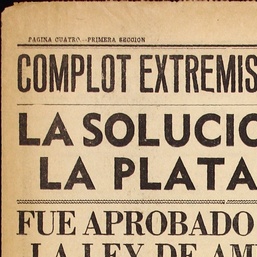 PAGINA CUATRO.—PRIMERA SECCION
COMPLOT EXTREMIS
LA SOLUCIO
LA PLATA
FUE APROBADO
LA LEY DE AM